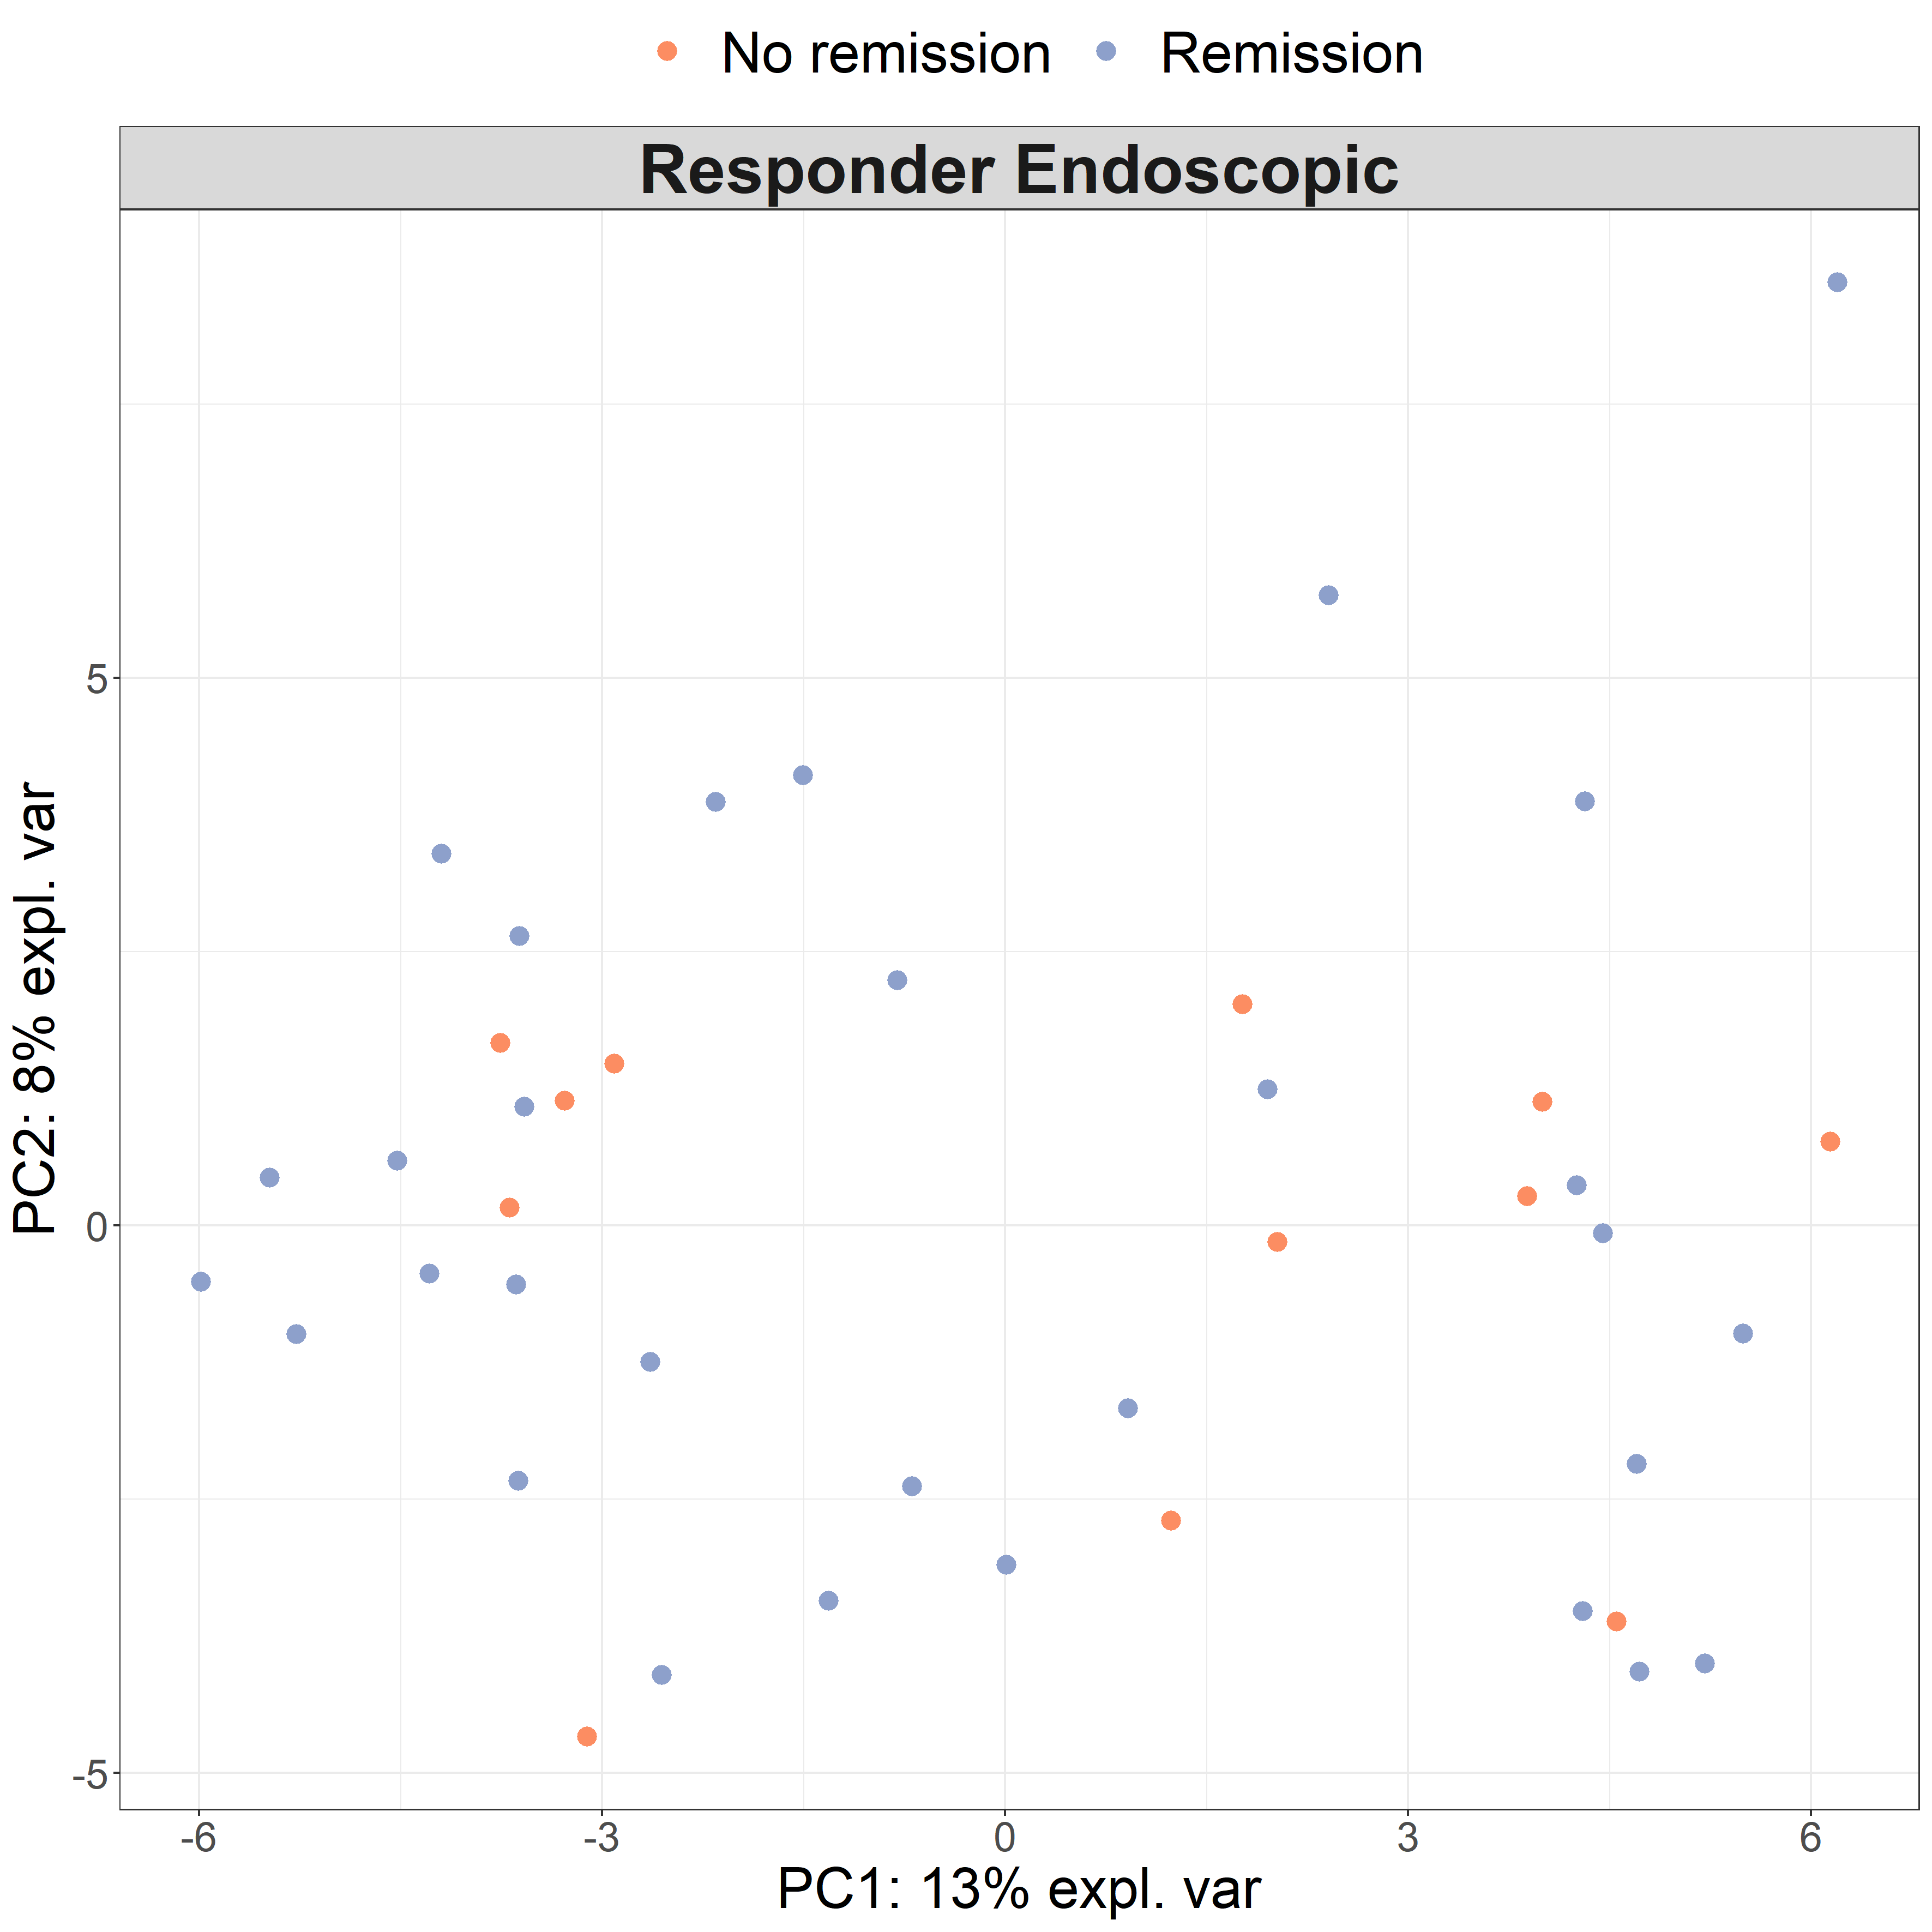 No remission Remission
Responder Endoscopic
PC2: 8% expl. var
5
0
-5
-6 -3 0 3 6
PC1: 13% expl. var